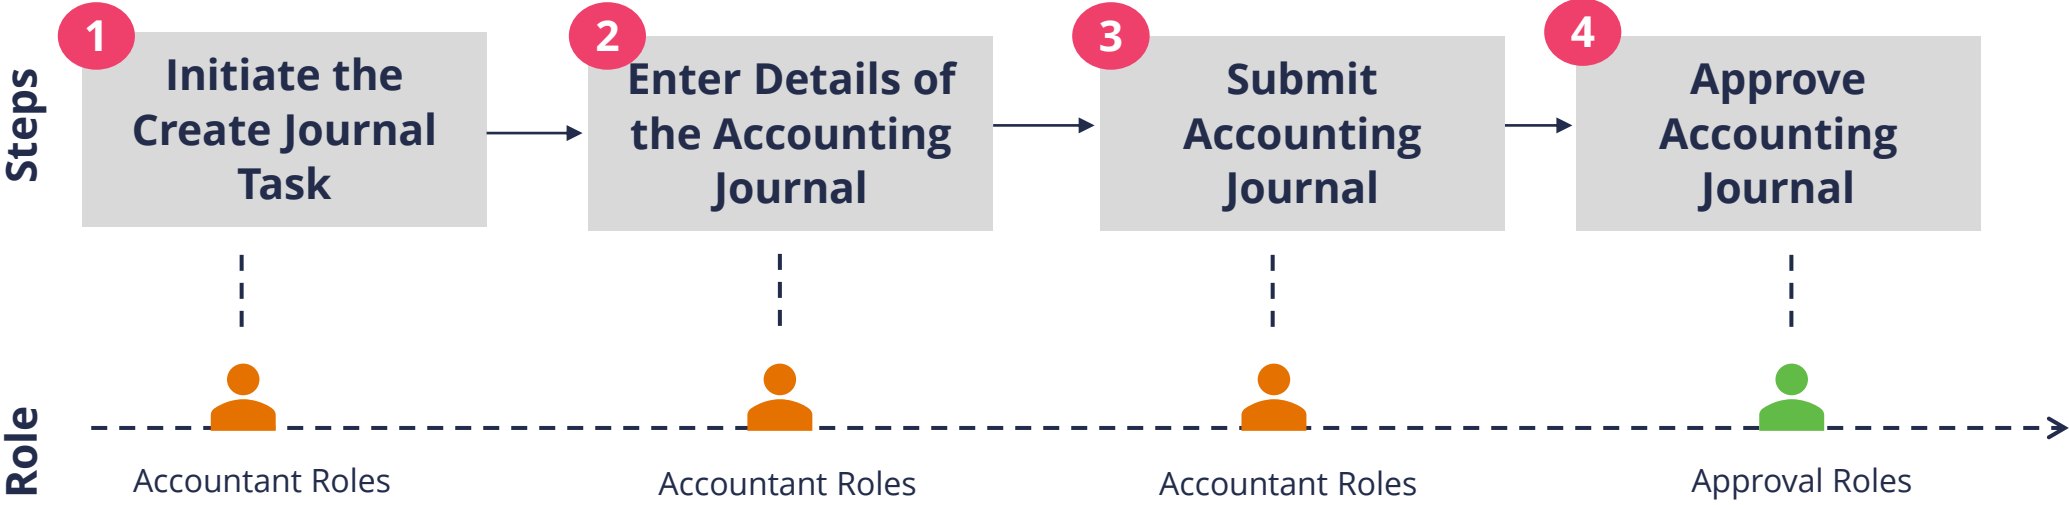 Steps
1
Initiate the
Create Journal
Task
2
Enter Details of
the Accounting
Journal
3
Submit
Accounting
Journal
4
Approve
Accounting
Journal
Role
Accountant Roles
Accountant Roles
Accountant Roles
Approval Roles